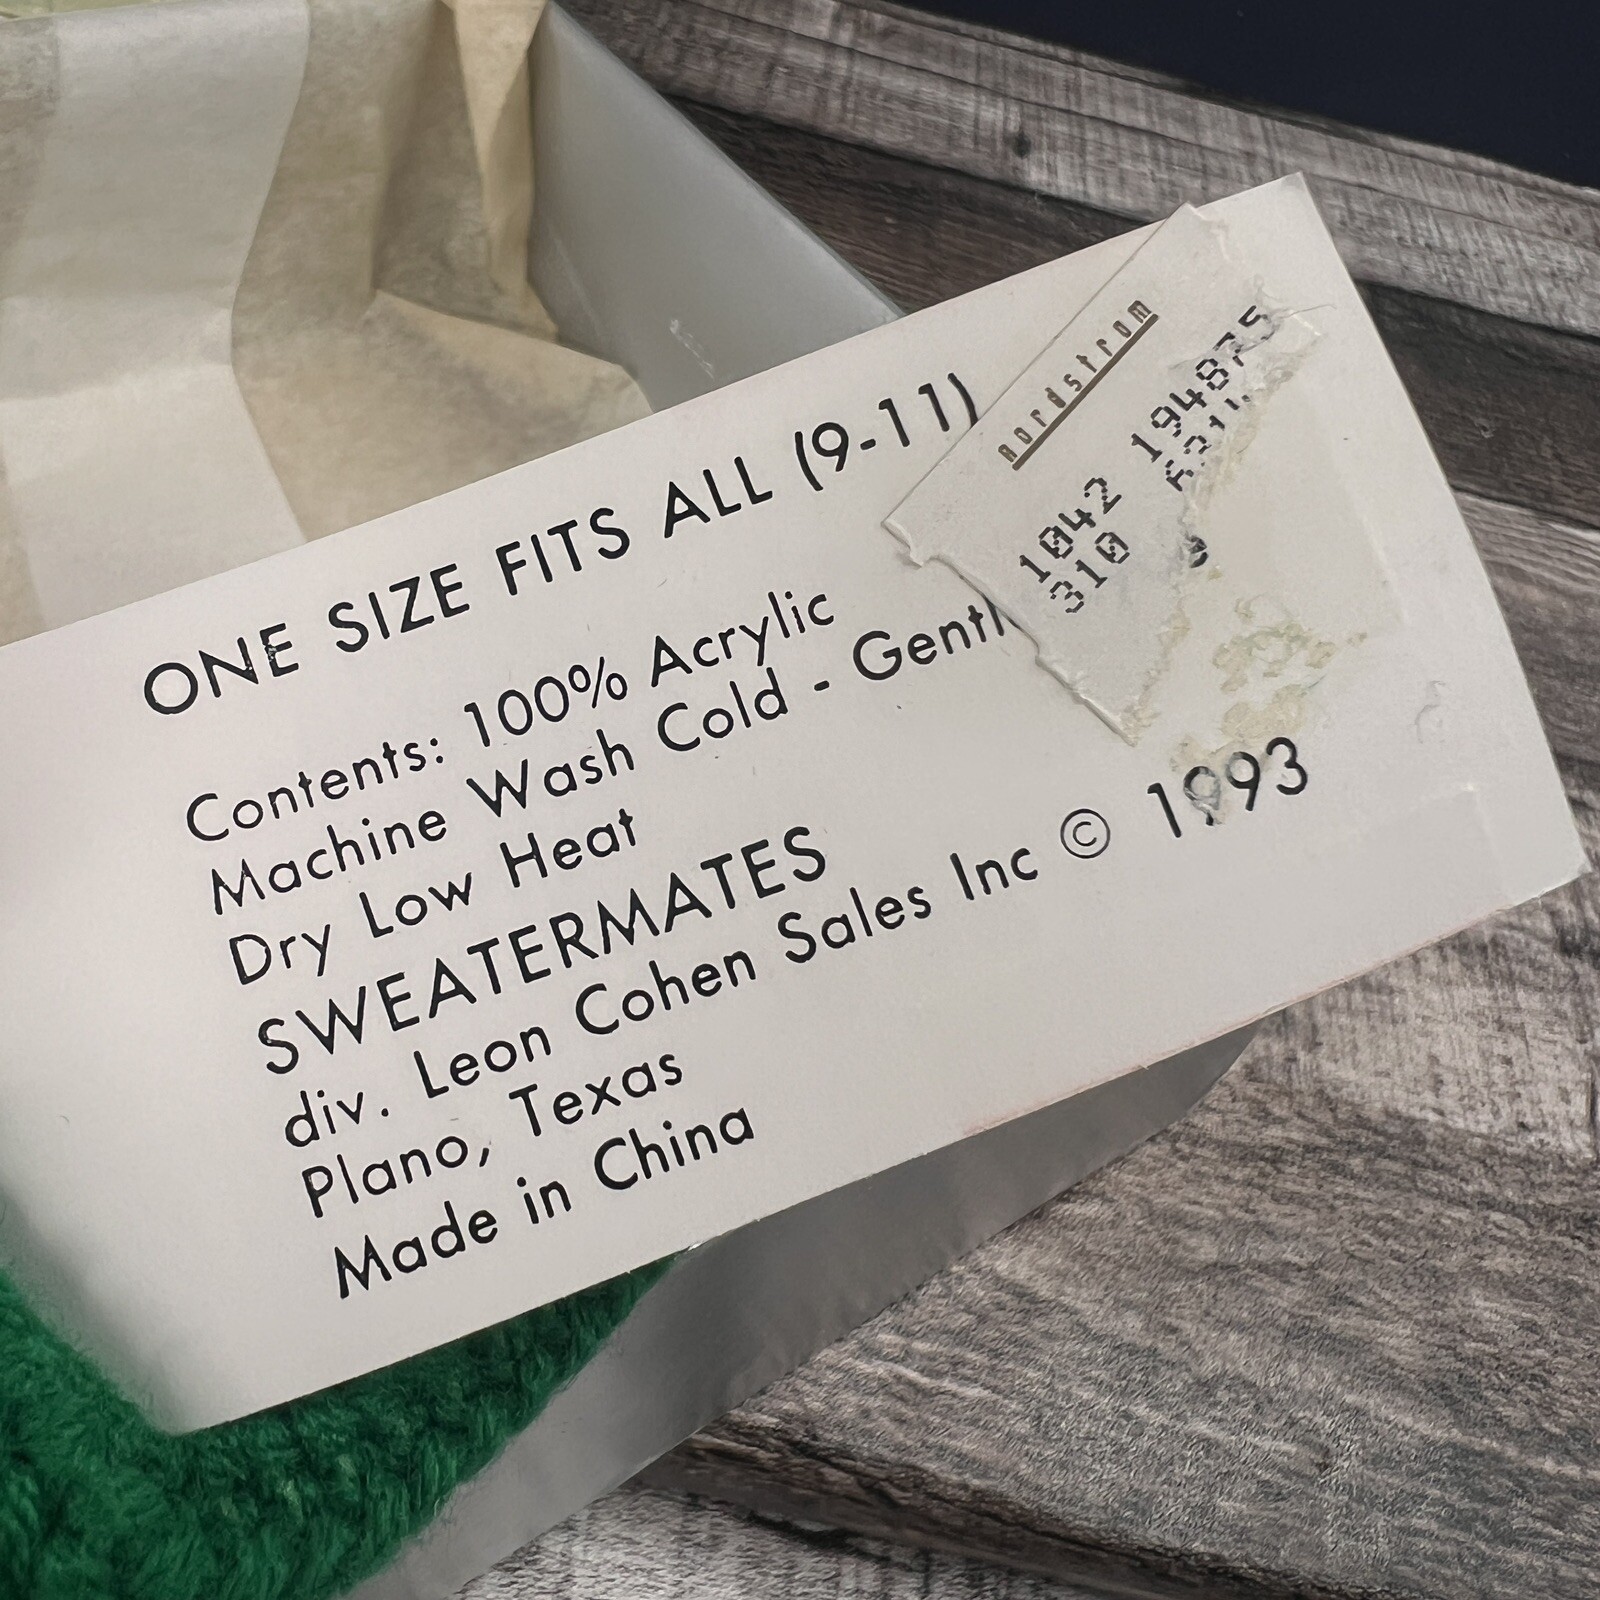 ONE SIZE FITS ALL (9-11)
Contents: 100% Acrylic
Machine Wash Cold - Gentl
Dry Low Heat
SWEATERMATES
div. Leon Cohen Sales Inc © 1993
Plano, Texas
Made in China
nordstrom
1042 194875
310